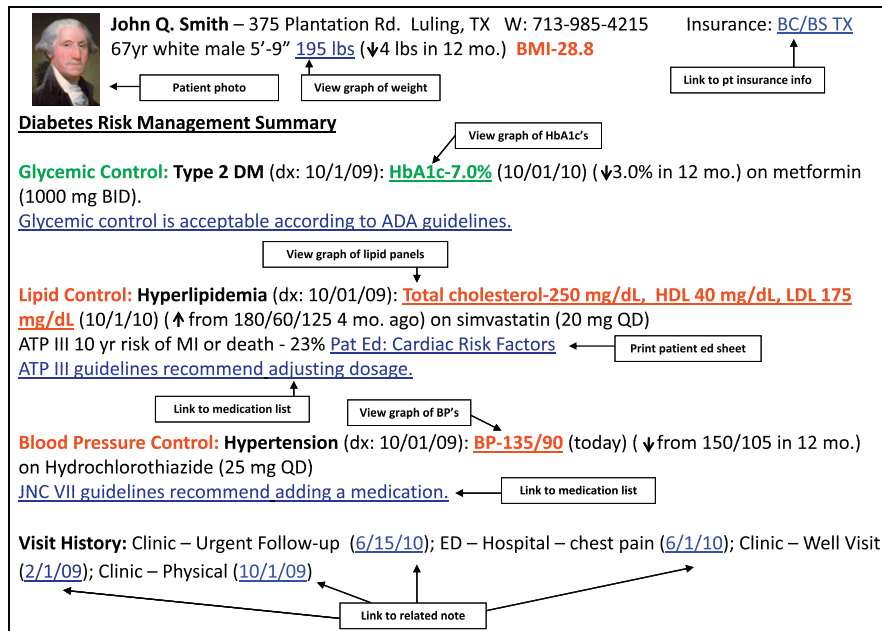 John Q. Smith – 375 Plantation Rd.  Luling, TX   W: 713-985-4215
Insurance: BC/BS TX
67yr white male 5’-9” 195 lbs (↓4 lbs in 12 mo.)  BMI-28.8
Link to pt insurance info
Patient photo
View graph of weight
Diabetes Risk Management Summary
View graph of HbA1c’s
Glycemic Control: Type 2 DM (dx: 10/1/09): HbA1c-7.0% (10/01/10) (↓3.0% in 12 mo.) on metformin
(1000 mg BID).
Glycemic control is acceptable according to ADA guidelines.
View graph of lipid panels
Lipid Control: Hyperlipidemia (dx: 10/01/09): Total cholesterol-250 mg/dL,  HDL 40 mg/dL, LDL 175
mg/dL (10/1/10) (↑ from 180/60/125 4 mo. ago) on simvastatin (20 mg QD)
ATP III 10 yr risk of MI or death - 23% Pat Ed: Cardiac Risk Factors
Print patient ed sheet
ATP III guidelines recommend adjusting dosage.
Link to medication list
View graph of BP’s
Blood Pressure Control: Hypertension (dx: 10/01/09): BP-135/90 (today) (↓from 150/105 in 12 mo.)
on Hydrochlorothiazide (25 mg QD)
JNC VII guidelines recommend adding a medication.
Link to medication list
Visit History: Clinic – Urgent Follow-up  (6/15/10); ED – Hospital – chest pain (6/1/10); Clinic – Well Visit
(2/1/09); Clinic – Physical (10/1/09)
Link to related note